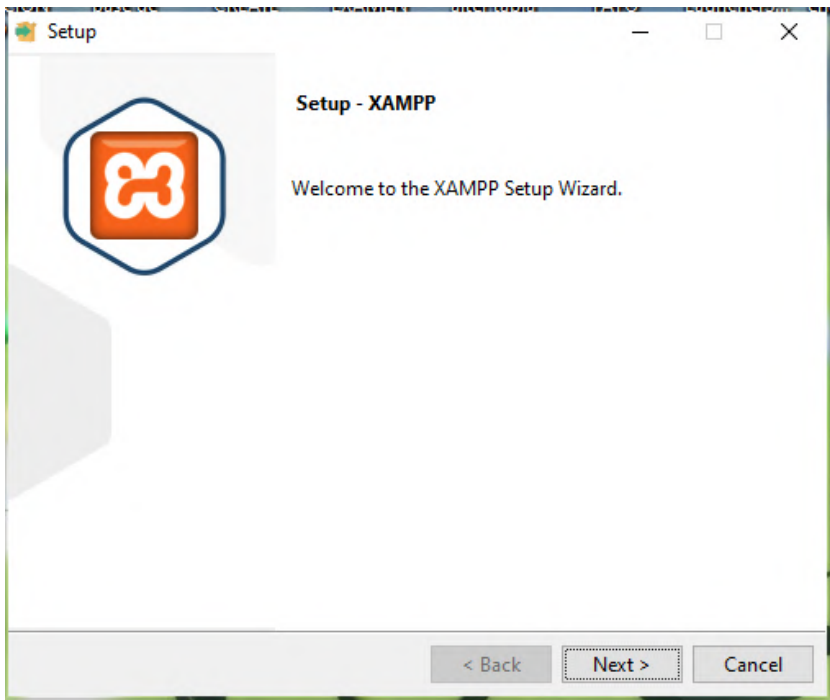 Setup
Setup - XAMPP
Welcome to the XAMPP Setup Wizard.
< Back
Next >
Cancel